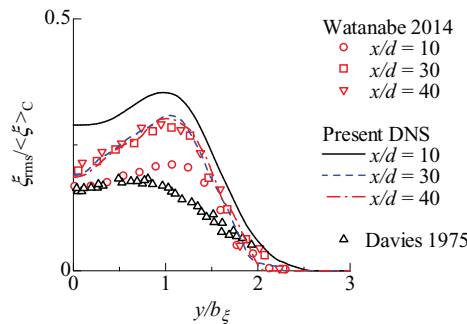 0.5
0
ξrms/<ξ>C
0
1
2
3
y/bξ
Watanabe 2014
x/d = 10
x/d = 30
x/d = 40
Present DNS
x/d = 10
x/d = 30
x/d = 40
Davies 1975